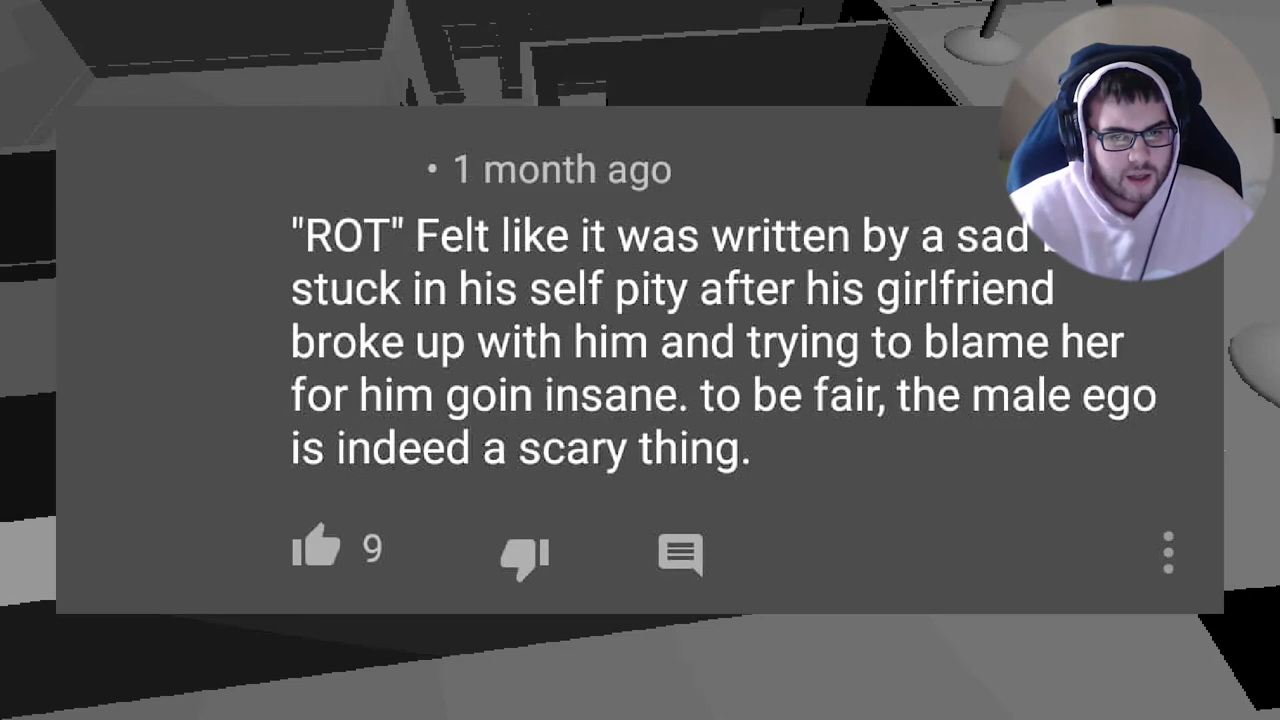 • 1 month ago
"ROT" Felt like it was written by a sad
stuck in his self pity after his girlfriend
broke up with him and trying to blame her
for him goin insane. to be fair, the male ego
is indeed a scary thing.
9